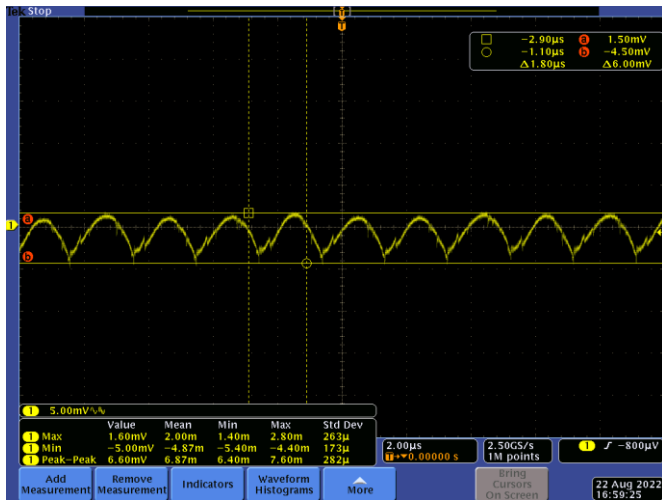 Tek Stop
T
T
−2.90µs a 1.50mV
−1.10µs b −4.50mV
Δ1.80µs Δ6.00mV
a
1
b
1 5.00mV
Value Mean Min Max Std Dev
1 Max 1.60mV 2.00m 1.40m 2.80m 263µ
1 Min −5.00mV −4.87m −5.40m −4.40m 173µ
1 Peak–Peak 6.60mV 6.87m 6.40m 7.60m 282µ
2.00µs
T→▼0.00000 s
2.50GS/s
1M points
1 ∫ −800µV
Add Measurement
Remove Measurement
Indicators
Waveform Histograms
More
Bring Cursors On Screen
22 Aug 2022
16:59:25